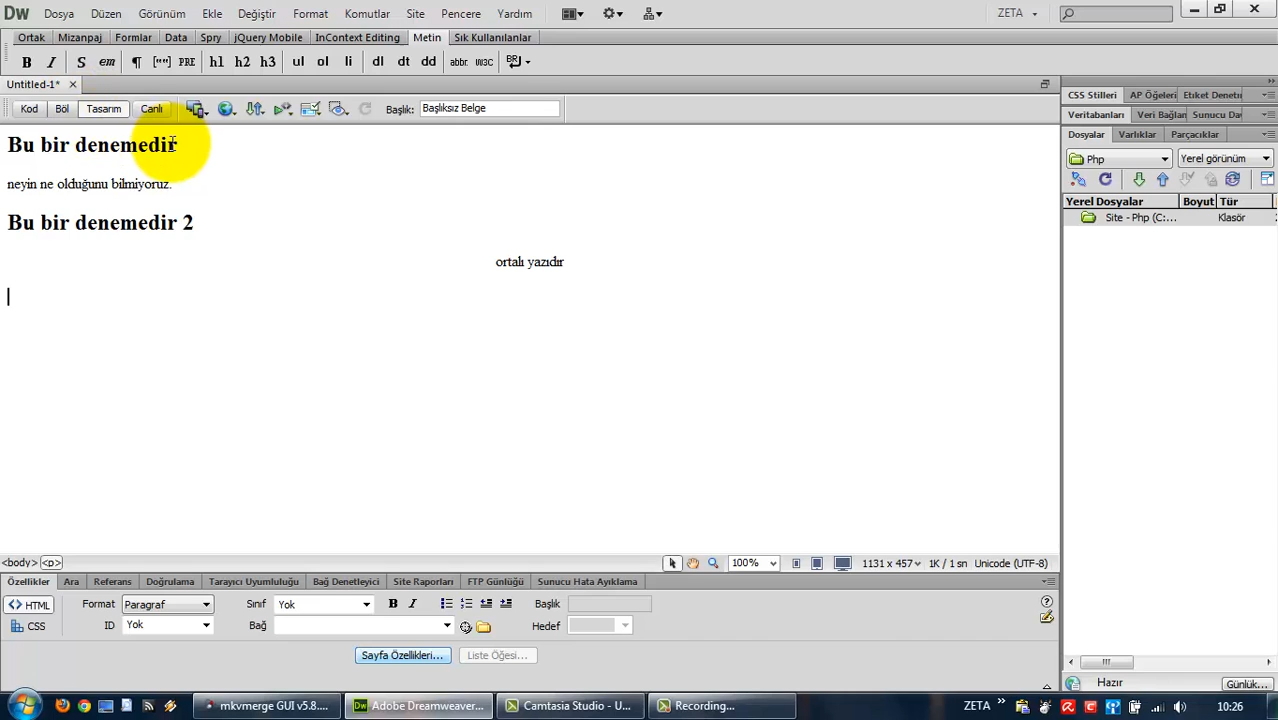 Dw Dosya Düzen Görünüm Ekle Değiştir Format Komutlar Site Pencere Yardım ZETA
Ortak Mizanpaj Formlar Data Spry jQuery Mobile InContext Editing Metin Sık Kullanılanlar
B I S em ¶ [""] PRE h1 h2 h3 ul ol li dl dt dd abbr. W3C BRJ
Untitled-1*
Kod Böl Tasarım Canlı Başlık: Başlıksız Belge
CSS Stilleri AP Öğeleri Etiket Denetim
Veritabanları Veri Bağlan Sunucu Da
Dosyalar Varlıklar Parçacıklar
Php Yerel görünüm
Yerel Dosyalar Boyut Tür
Site - Php (C:... Klasör
Bu bir denemedir
neyin ne olduğunu bilmiyoruz.
Bu bir denemedir 2
ortalı yazıdır
<body> <p> 100% 1131 x 457 1K / 1 sn Unicode (UTF-8)
Özellikler Ara Referans Doğrulama Tarayıcı Uyumluluğu Bağ Denetleyici Site Raporları FTP Günlüğü Sunucu Hata Ayıklama
<> HTML Format Paragraf Sınıf Yok B I Başlık
CSS ID Yok Bağ Hedef
Sayfa Özellikleri... Liste Öğesi...
Hazır Günlük...
mkvmerge GUI v5.8.... Adobe Dreamweaver... Camtasia Studio - U... Recording... ZETA 10:26